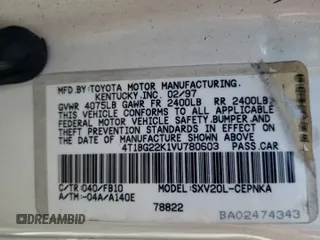 MFD.BY:TOYOTA MOTOR MANUFACTURING.
KENTUCKY.INC. 02/97
GVWR 4075LB GAWR FR 2400LB RR 2400LB
THIS VEHICLE CONFORMS TO ALL APPLICABLE
FEDERAL MOTOR VEHICLE SAFETY,BUMPER,AND
THEFT PREVENTION STANDARDS IN EFFECT ON
THE DATE OF MANUFACTURE SHOWN ABOVE.
4T1BG22K1VU780603 PASS.CAR
C/TR:040/FB10 MODEL:SXV20L-CEPNKA
A/TM:-04A/A140E
78822
BA02474343
DREAMBID